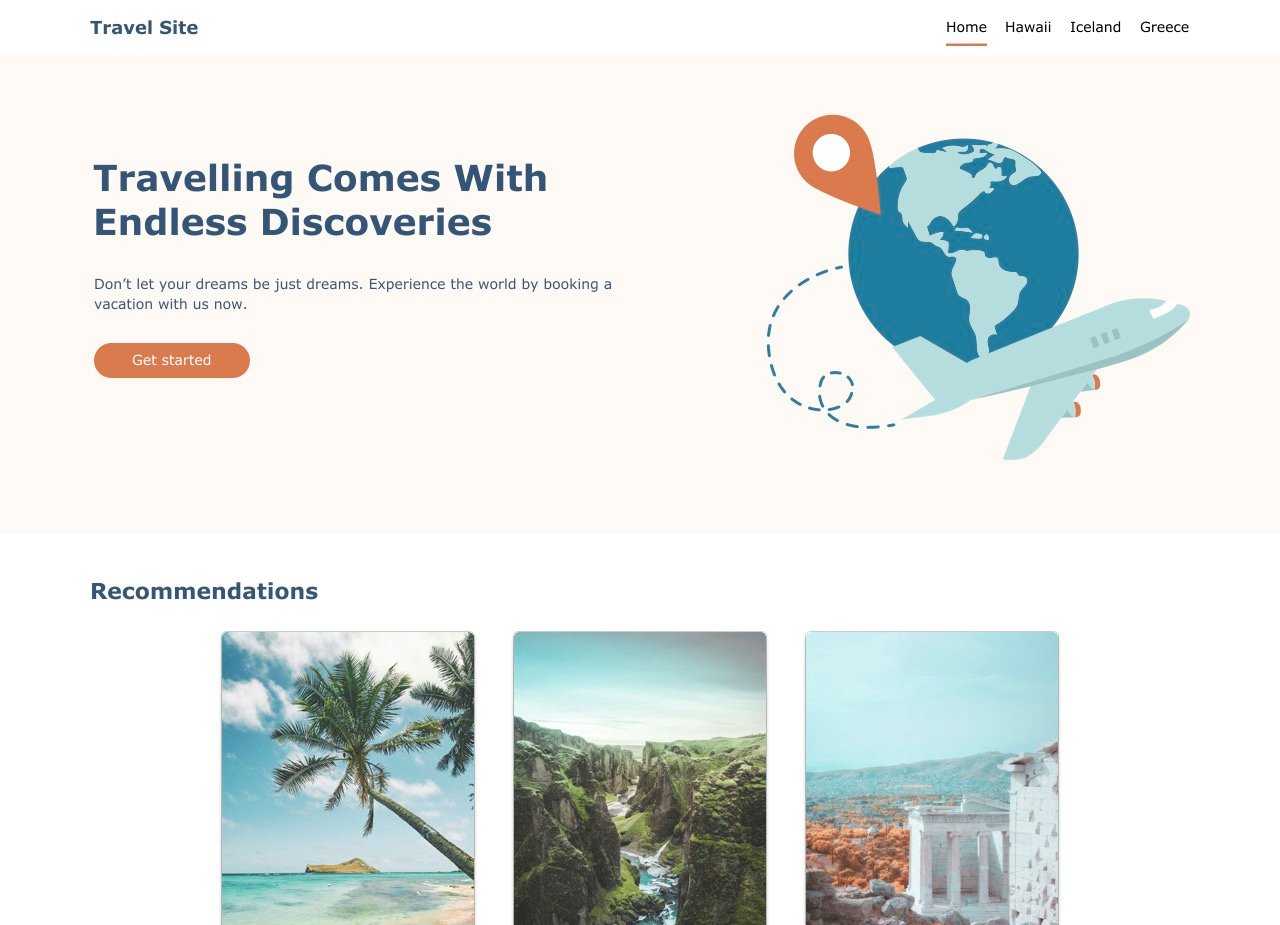 Travel Site
Home Hawaii Iceland Greece
Travelling Comes With
Endless Discoveries
Don’t let your dreams be just dreams. Experience the world by booking a
vacation with us now.
Get started
Recommendations